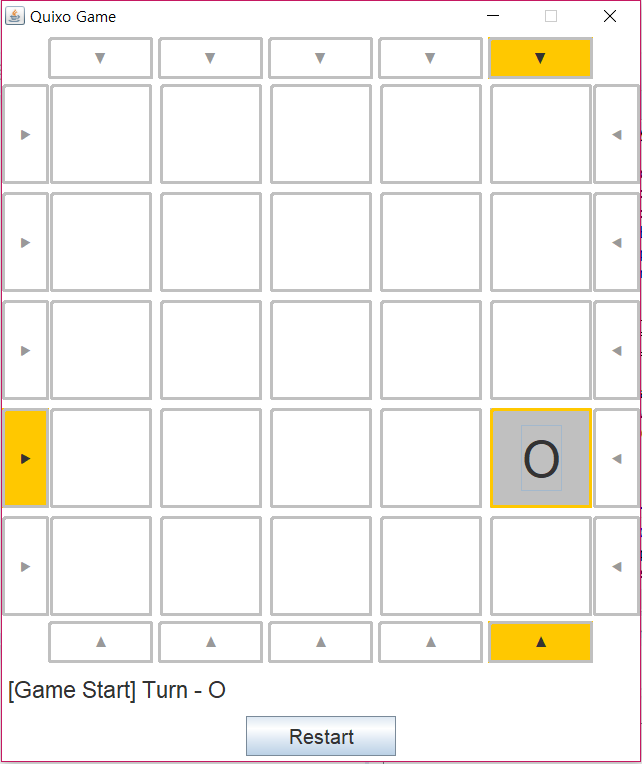 Quixo Game
O
[Game Start] Turn - O
Restart